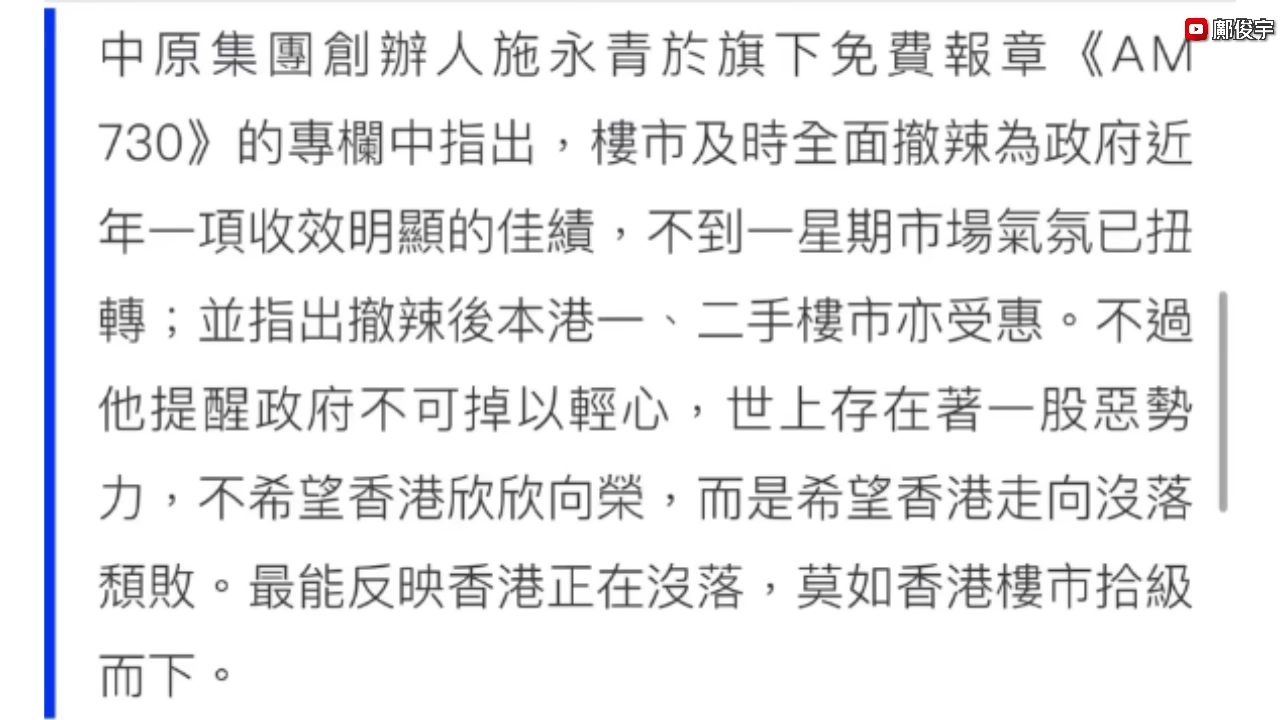 鄺俊宇
中原集團創辦人施永青於旗下免費報章《AM
730》的專欄中指出，樓市及時全面撤辣為政府近
年一項收效明顯的佳績，不到一星期市場氣氛已扭
轉；並指出撤辣後本港一、二手樓市亦受惠。不過
他提醒政府不可掉以輕心，世上存在著一股惡勢
力，不希望香港欣欣向榮，而是希望香港走向沒落
頹敗。最能反映香港正在沒落，莫如香港樓市拾級
而下。